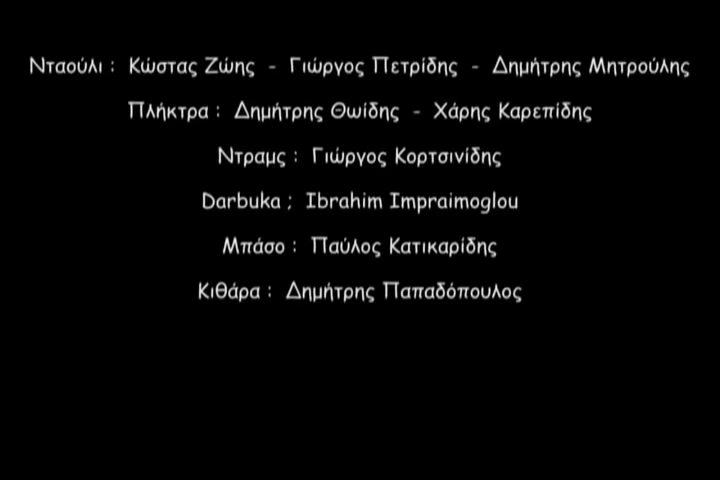 Νταούλι : Κώστας Ζώης - Γιώργος Πετρίδης - Δημήτρης Μητρούλης
Πλήκτρα : Δημήτρης Θωίδης - Χάρης Καρεπίδης
Ντραμς : Γιώργος Κορτσινίδης
Darbuka ; Ibrahim Impraimoglou
Μπάσο : Παύλος Κατικαρίδης
Κιθάρα : Δημήτρης Παπαδόπουλος